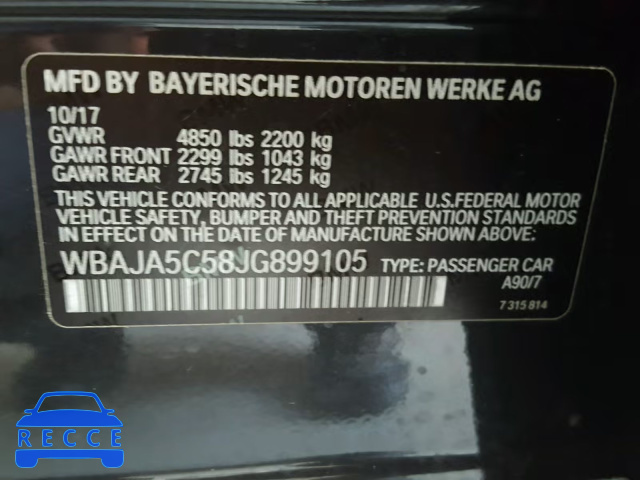 MFD BY BAYERISCHE MOTOREN WERKE AG
10/17
GVWR 4850 lbs 2200 kg
GAWR FRONT 2299 lbs 1043 kg
GAWR REAR 2745 lbs 1245 kg
THIS VEHICLE CONFORMS TO ALL APPLICABLE U.S.FEDERAL MOTOR
VEHICLE SAFETY, BUMPER AND THEFT PREVENTION STANDARDS
IN EFFECT ON THE DATE OF MANUFACTURE SHOWN ABOVE.
WBAJA5C58JG899105 TYPE: PASSENGER CAR
A90/7
7 315 814
RECCE